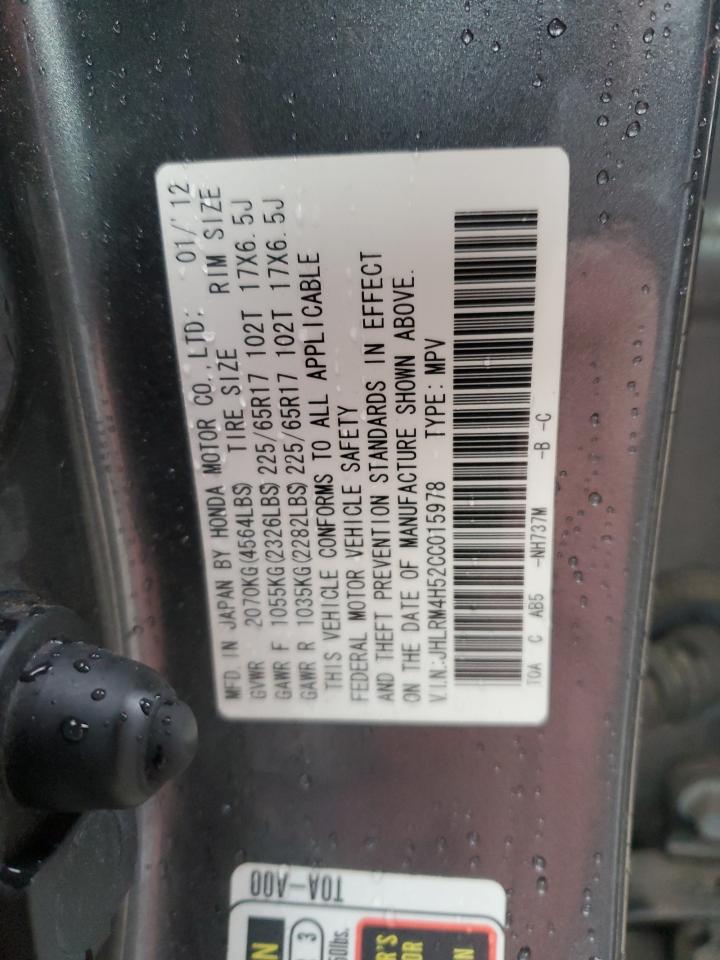 MFD IN JAPAN BY HONDA MOTOR CO., LTD: 01/'12
GVWR 2070KG(4564LBS) TIRE SIZE RIM SIZE
GAWR F 1055KG(2326LBS) 225/65R17 102T 17X6.5J
GAWR R 1035KG(2282LBS) 225/65R17 102T 17X6.5J
THIS VEHICLE CONFORMS TO ALL APPLICABLE
FEDERAL MOTOR VEHICLE SAFETY
AND THEFT PREVENTION STANDARDS IN EFFECT
ON THE DATE OF MANUFACTURE SHOWN ABOVE.
V.I.N.:JHLRM4H52CC015978 TYPE: MPV
T0A C AB5 -NH737M -B -C
T0A-A00
3